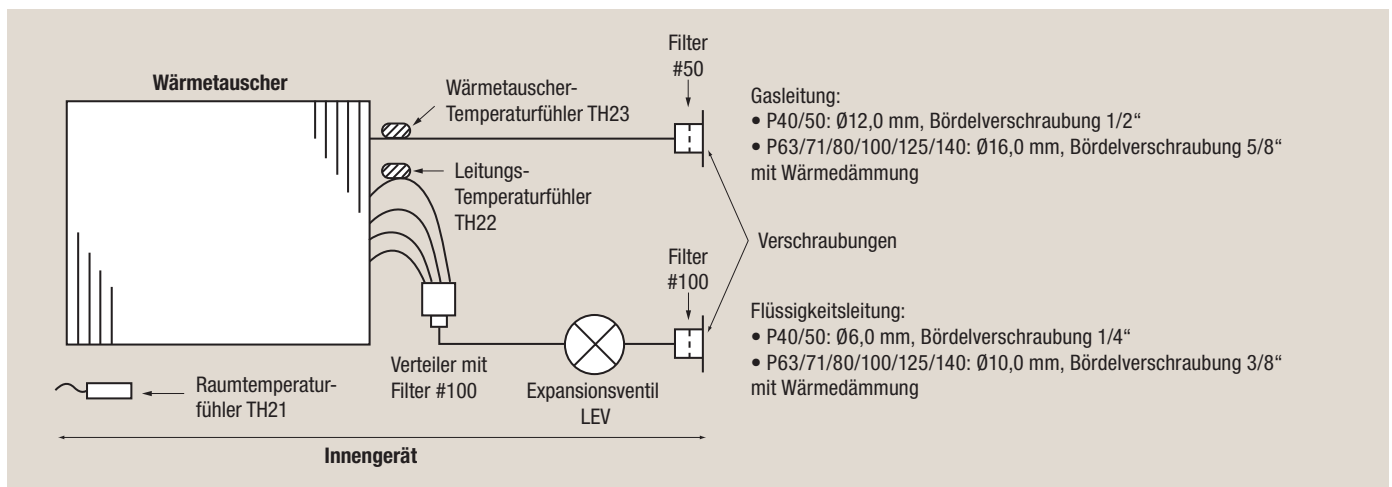 Wärmetauscher
Wärmetauscher-
Temperaturfühler TH23
Leitungs-
Temperaturfühler
TH22
Filter
#50
Gasleitung:
• P40/50: Ø12,0 mm, Bördelverschraubung 1/2“
• P63/71/80/100/125/140: Ø16,0 mm, Bördelverschraubung 5/8“
mit Wärmedämmung
Verschraubungen
Filter
#100
Flüssigkeitsleitung:
• P40/50: Ø6,0 mm, Bördelverschraubung 1/4“
• P63/71/80/100/125/140: Ø10,0 mm, Bördelverschraubung 3/8“
mit Wärmedämmung
Verteiler mit
Filter #100
Expansionsventil
LEV
Raumtemperatur-
fühler TH21
Innengerät